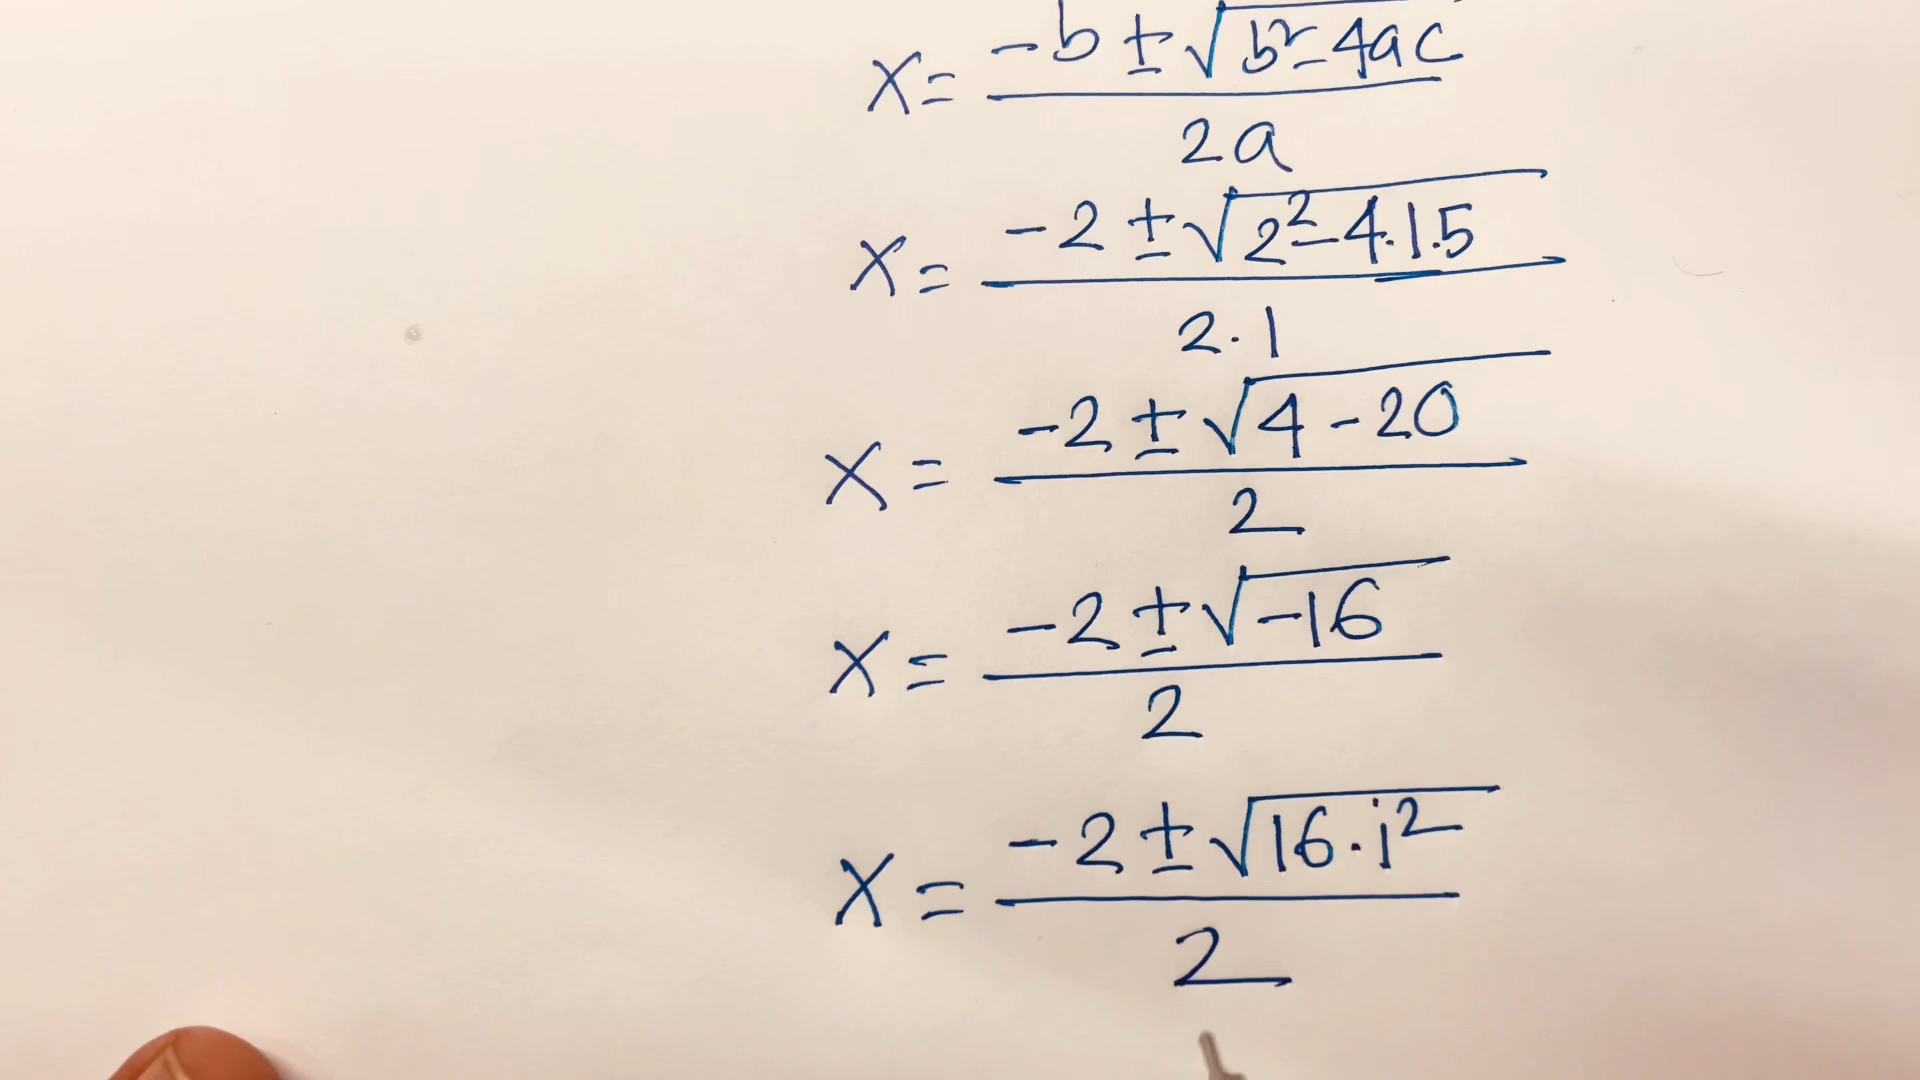 x = -b ± √b² - 4ac / 2a
x = -2 ± √2² - 4.1.5 / 2.1
x = -2 ± √4 - 20 / 2
x = -2 ± √-16 / 2
x = -2 ± √16 . i² / 2